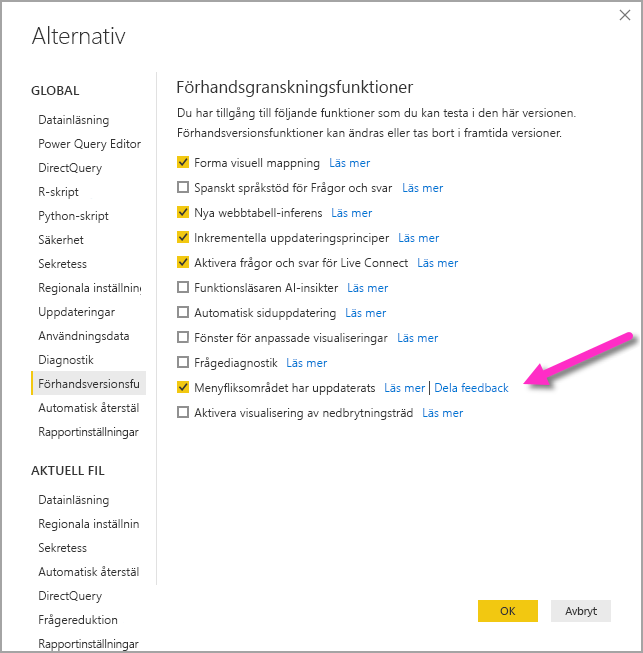 Alternativ
GLOBAL
Datainläsning
Power Query Editor
DirectQuery
R-skript
Python-skript
Säkerhet
Sekretess
Regionala inställning
Uppdateringar
Användningsdata
Diagnostik
Förhandsversionsfu
Automatisk återstäl
Rapportinställningar
AKTUELL FIL
Datainläsning
Regionala inställnin
Sekretess
Automatisk återstäl
DirectQuery
Frågereduktion
Rapportinställningar
Förhandsgranskningsfunktioner
Du har tillgång till följande funktioner som du kan testa i den här versionen.
Förhandsversionsfunktioner kan ändras eller tas bort i framtida versioner.
Forma visuell mappning Läs mer
Spanskt språkstöd för Frågor och svar Läs mer
Nya webbtabell-inferens Läs mer
Inkrementella uppdateringsprinciper Läs mer
Aktivera frågor och svar för Live Connect Läs mer
Funktionsläsaren AI-insikter Läs mer
Automatisk siduppdatering Läs mer
Fönster för anpassade visualiseringar Läs mer
Frågediagnostik Läs mer
Menyfliksområdet har uppdaterats Läs mer | Dela feedback
Aktivera visualisering av nedbrytningsträd Läs mer
OK
Avbryt